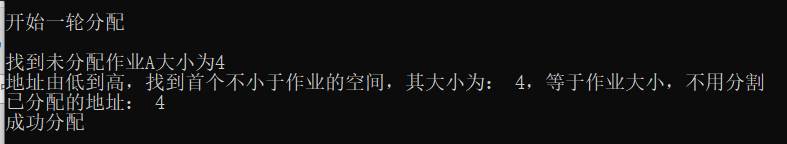 开始一轮分配
找到未分配作业A大小为4
地址由低到高，找到首个不小于作业的空间，其大小为： 4，等于作业大小，不用分割
已分配的地址： 4
成功分配